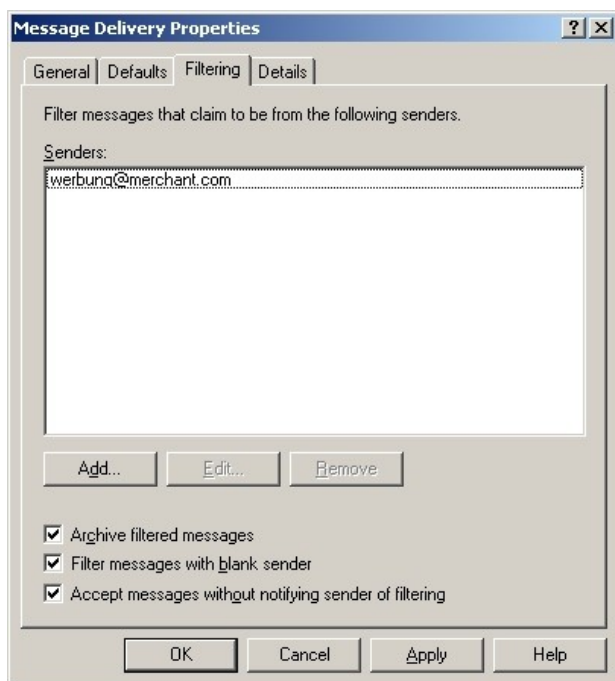 Message Delivery Properties
General Defaults Filtering Details
Filter messages that claim to be from the following senders.
Senders:
werbung@merchant.com
Add... Edit... Remove
Archive filtered messages
Filter messages with blank sender
Accept messages without notifying sender of filtering
OK Cancel Apply Help